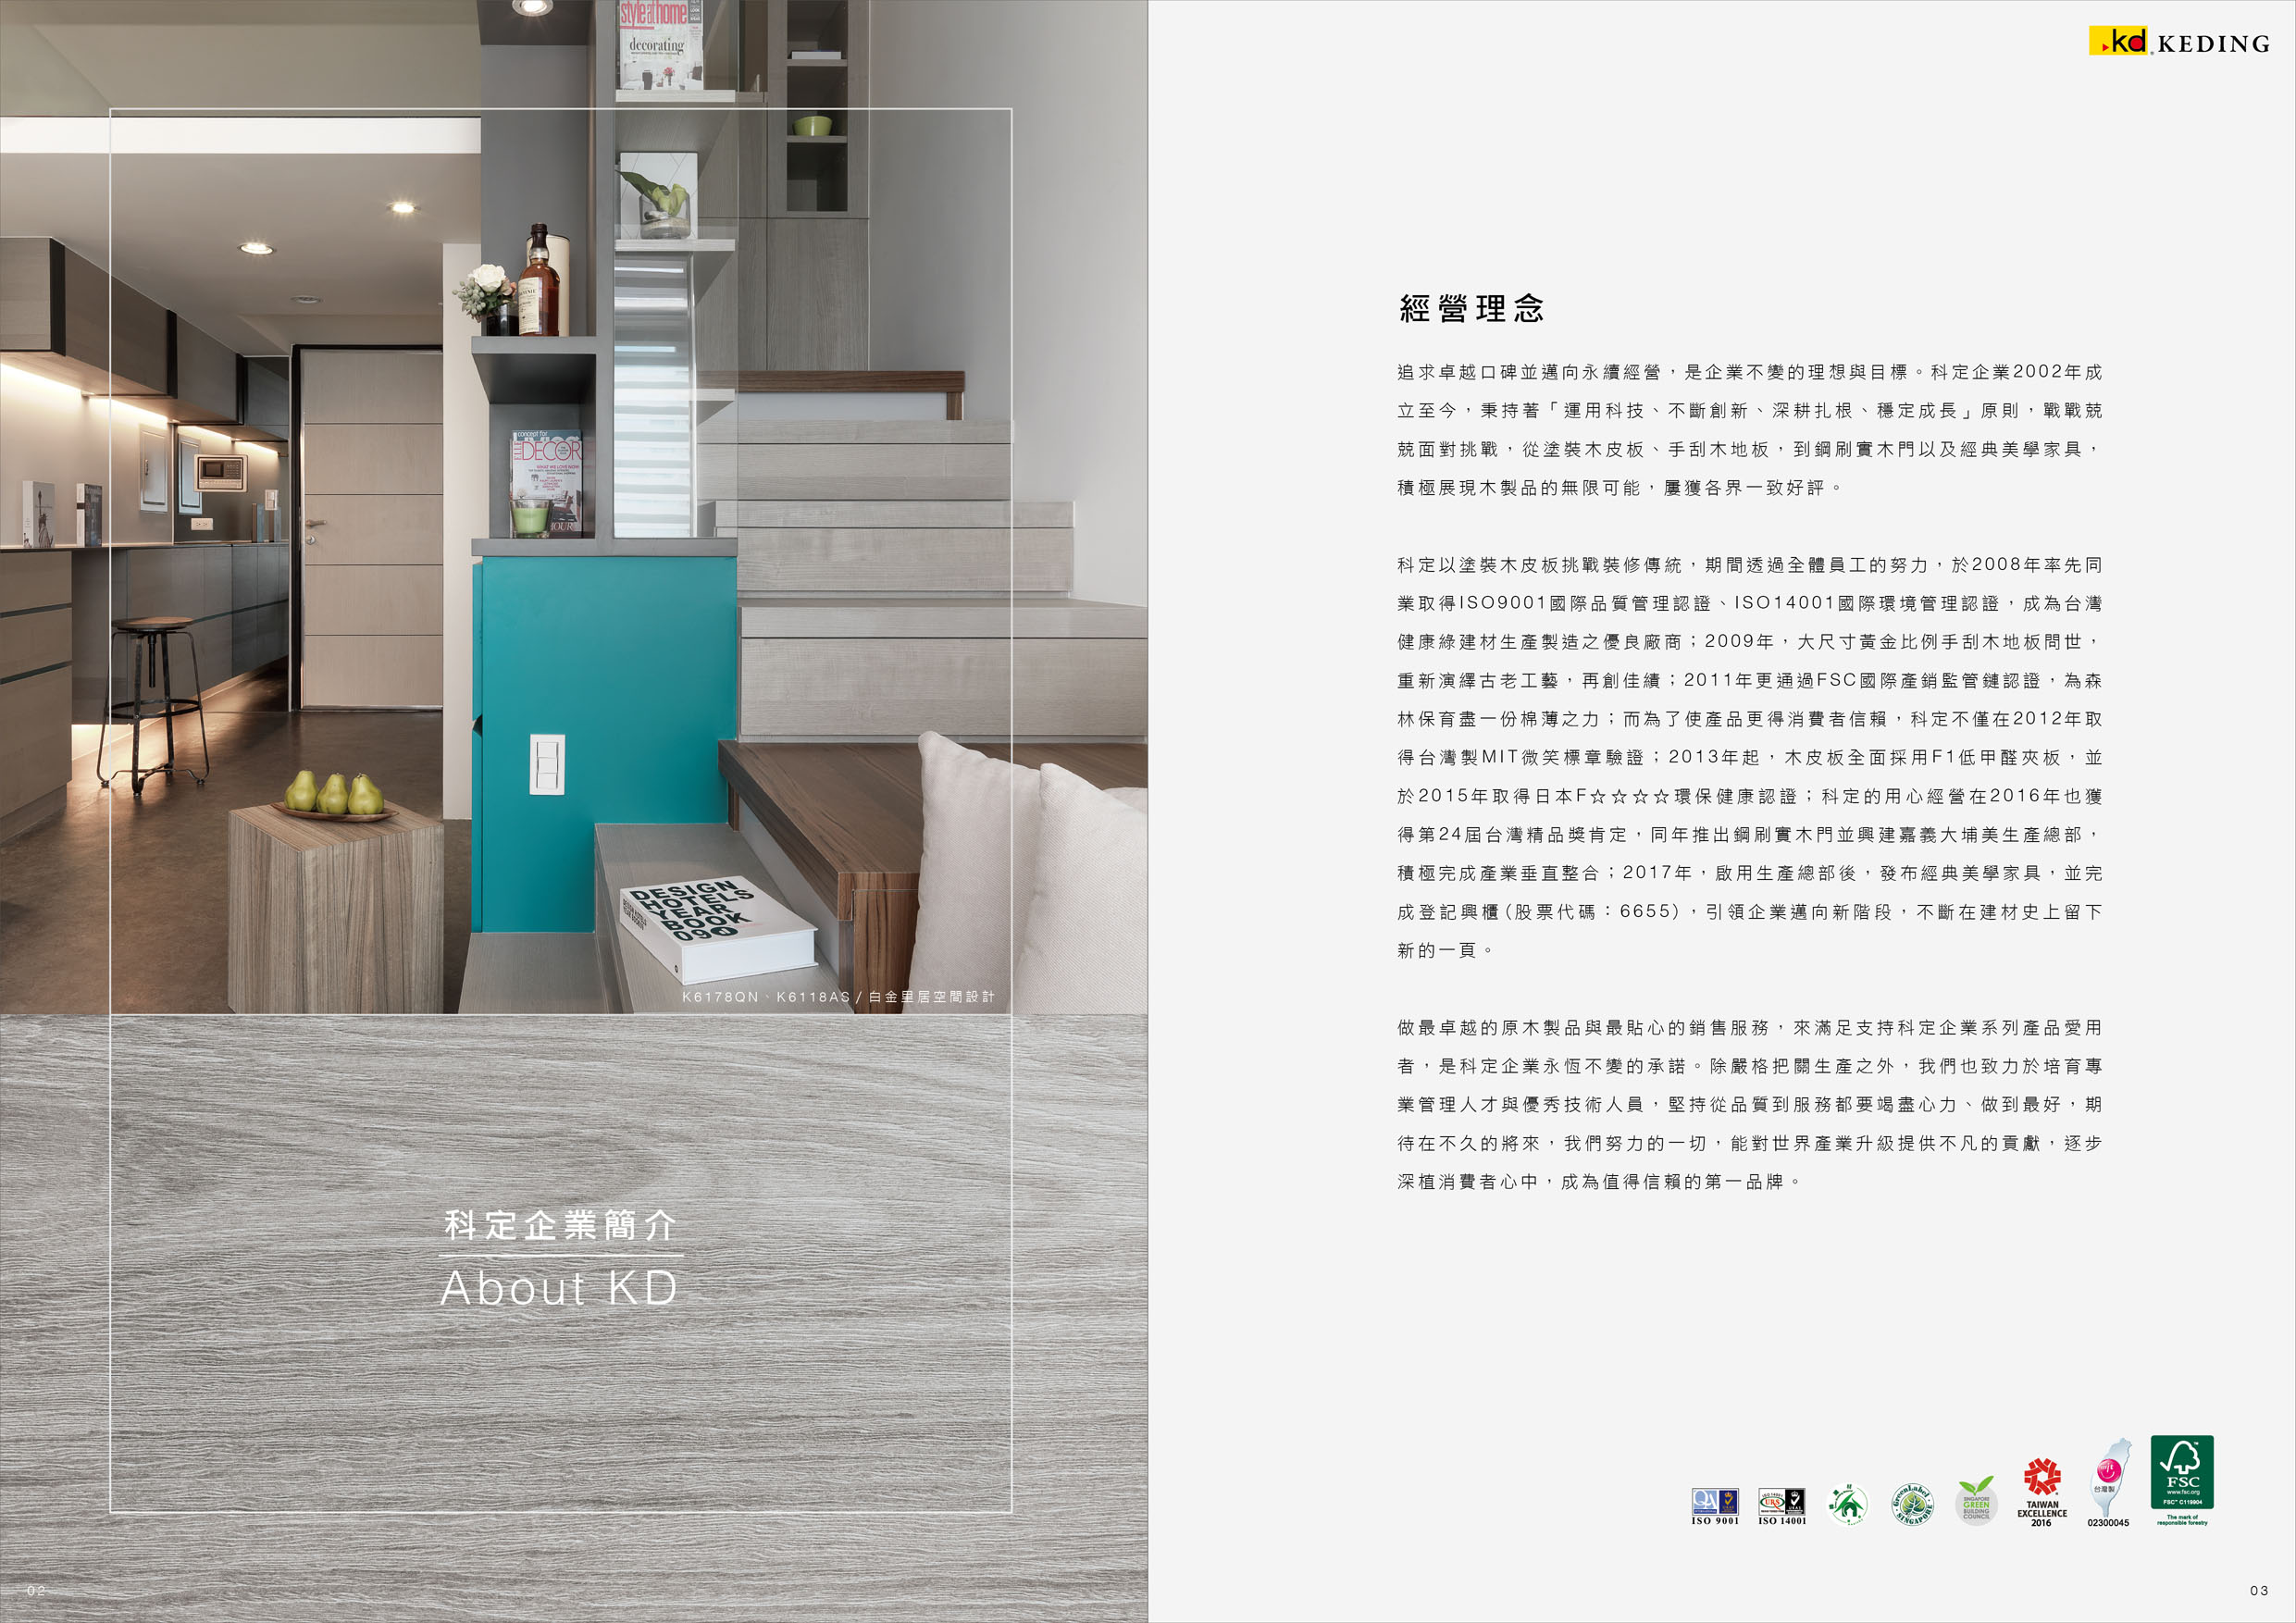 style at home
decorating
concept for
ELLE DECOR
WHAT WE LOVE NOW
HOUR
DESIGN
HOTELS
YEAR
BOOK
090
K6178QN、K6118AS / 白金里居空間設計
科定企業簡介
About KD
02
kd KEDING
經營理念
追求卓越口碑並邁向永續經營，是企業不變的理想與目標。科定企業2002年成
立至今，秉持著「運用科技、不斷創新、深耕扎根、穩定成長」原則，戰戰兢
兢面對挑戰，從塗裝木皮板、手刮木地板，到鋼刷實木門以及經典美學家具，
積極展現木製品的無限可能，屢獲各界一致好評。
科定以塗裝木皮板挑戰裝修傳統，期間透過全體員工的努力，於2008年率先同
業取得ISO9001國際品質管理認證、ISO14001國際環境管理認證，成為台灣
健康綠建材生產製造之優良廠商；2009年，大尺寸黃金比例手刮木地板問世，
重新演繹古老工藝，再創佳績；2011年更通過FSC國際產銷監管鏈認證，為森
林保育盡一份棉薄之力；而為了使產品更得消費者信賴，科定不僅在2012年取
得台灣製MIT微笑標章驗證；2013年起，木皮板全面採用F1低甲醛夾板，並
於2015年取得日本F☆☆☆☆環保健康認證；科定的用心經營在2016年也獲
得第24屆台灣精品獎肯定，同年推出鋼刷實木門並興建嘉義大埔美生產總部，
積極完成產業垂直整合；2017年，啟用生產總部後，發布經典美學家具，並完
成登記興櫃(股票代碼：6655)，引領企業邁向新階段，不斷在建材史上留下
新的一頁。
做最卓越的原木製品與最貼心的銷售服務，來滿足支持科定企業系列產品愛用
者，是科定企業永恆不變的承諾。除嚴格把關生產之外，我們也致力於培育專
業管理人才與優秀技術人員，堅持從品質到服務都要竭盡心力、做到最好，期
待在不久的將來，我們努力的一切，能對世界產業升級提供不凡的貢獻，逐步
深植消費者心中，成為值得信賴的第一品牌。
QA
ISO 9001
URS
ISO 14001
GreenLabel
SINGAPORE
SINGAPORE
GREEN
BUILDING
COUNCIL
TAIWAN
EXCELLENCE
2016
台灣製
02300045
FSC
www.fsc.org
FSC® C119904
The mark of
responsible forestry
03